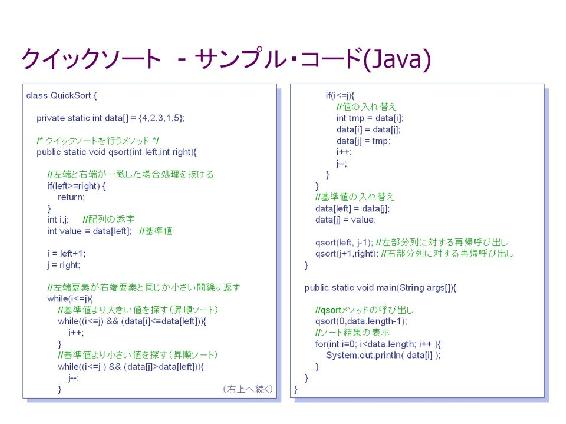 クイックソート - サンプル・コード(Java)
class QuickSort {
private static int data[] = {4,2,3,1,5};
/* クイックソートを行うメソッド */
public static void qsort(int left,int right){
//左端と右端が一致した場合処理を抜ける
if(left>=right) {
return;
}
int i,j; //配列の添字
int value = data[left]; //基準値
i = left+1;
j = right;
//左端要素が右端要素と同じか小さい間繰り返す
while(i<=j){
//基準値より大きい値を探す(昇順ソート)
while((i<=j) && (data[i]<=data[left])){
i++;
}
//基準値より小さい値を探す(昇順ソート)
while((i<=j ) && (data[j]>data[left])){
j--;
}
(右上へ続く)
if(i<=j){
//値の入れ替え
int tmp = data[i];
data[i] = data[j];
data[j] = tmp;
i++;
j--;
}
}
//基準値の入れ替え
data[left] = data[j];
data[j] = value;
qsort(left, j-1); //左部分列に対する再帰呼び出し
qsort(j+1,right); //右部分列に対する再帰呼び出し
}
public static void main(String args[]){
//qsortメソッドの呼び出し
qsort(0,data.length-1);
//ソート結果の表示
for(int i=0; i<data.length; i++ ){
System.out.println( data[i] );
}
}
}